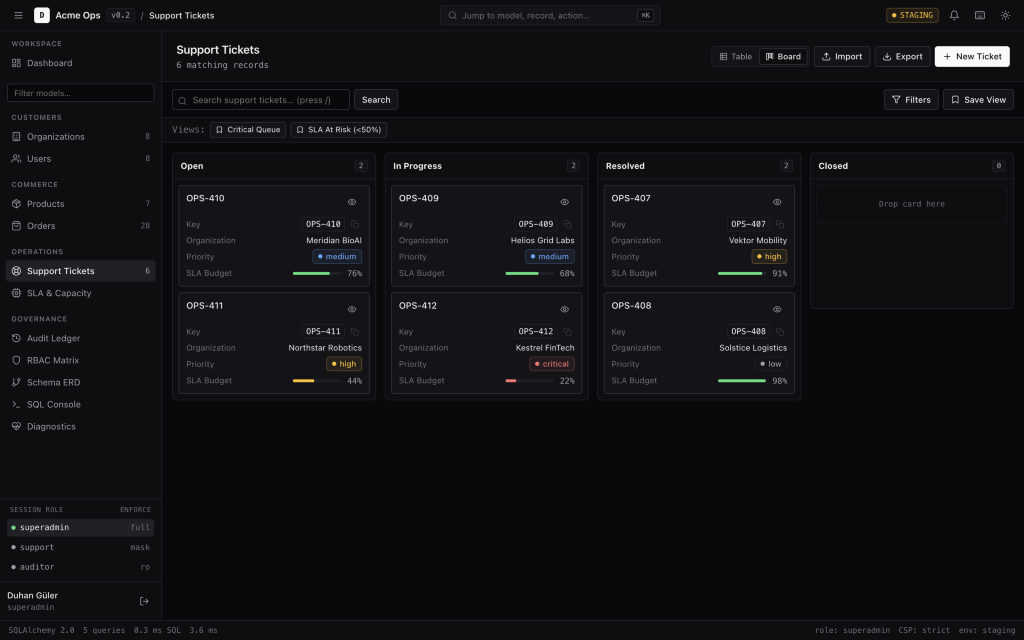 D Acme Ops v0.2 / Support Tickets
Jump to model, record, action... ⌘K
STAGING
WORKSPACE
Dashboard
Filter models...
CUSTOMERS
Organizations 8
Users 8
COMMERCE
Products 7
Orders 28
OPERATIONS
Support Tickets 6
SLA & Capacity
GOVERNANCE
Audit Ledger
RBAC Matrix
Schema ERD
SQL Console
Diagnostics
SESSION ROLE ENFORCE
superadmin full
support mask
auditor ro
Duhan Güler
superadmin
Support Tickets
6 matching records
Table Board Import Export + New Ticket
Search support tickets... (press /) Search
Filters Save View
Views: Critical Queue SLA At Risk (<50%)
Open 2
OPS-410
Key OPS-410
Organization Meridian BioAI
Priority medium
SLA Budget 76%
OPS-411
Key OPS-411
Organization Northstar Robotics
Priority high
SLA Budget 44%
In Progress 2
OPS-409
Key OPS-409
Organization Helios Grid Labs
Priority medium
SLA Budget 68%
OPS-412
Key OPS-412
Organization Kestrel FinTech
Priority critical
SLA Budget 22%
Resolved 2
OPS-407
Key OPS-407
Organization Vektor Mobility
Priority high
SLA Budget 91%
OPS-408
Key OPS-408
Organization Solstice Logistics
Priority low
SLA Budget 98%
Closed 0
Drop card here
SQLAlchemy 2.0 5 queries 0.3 ms SQL 3.6 ms
role: superadmin CSP: strict env: staging